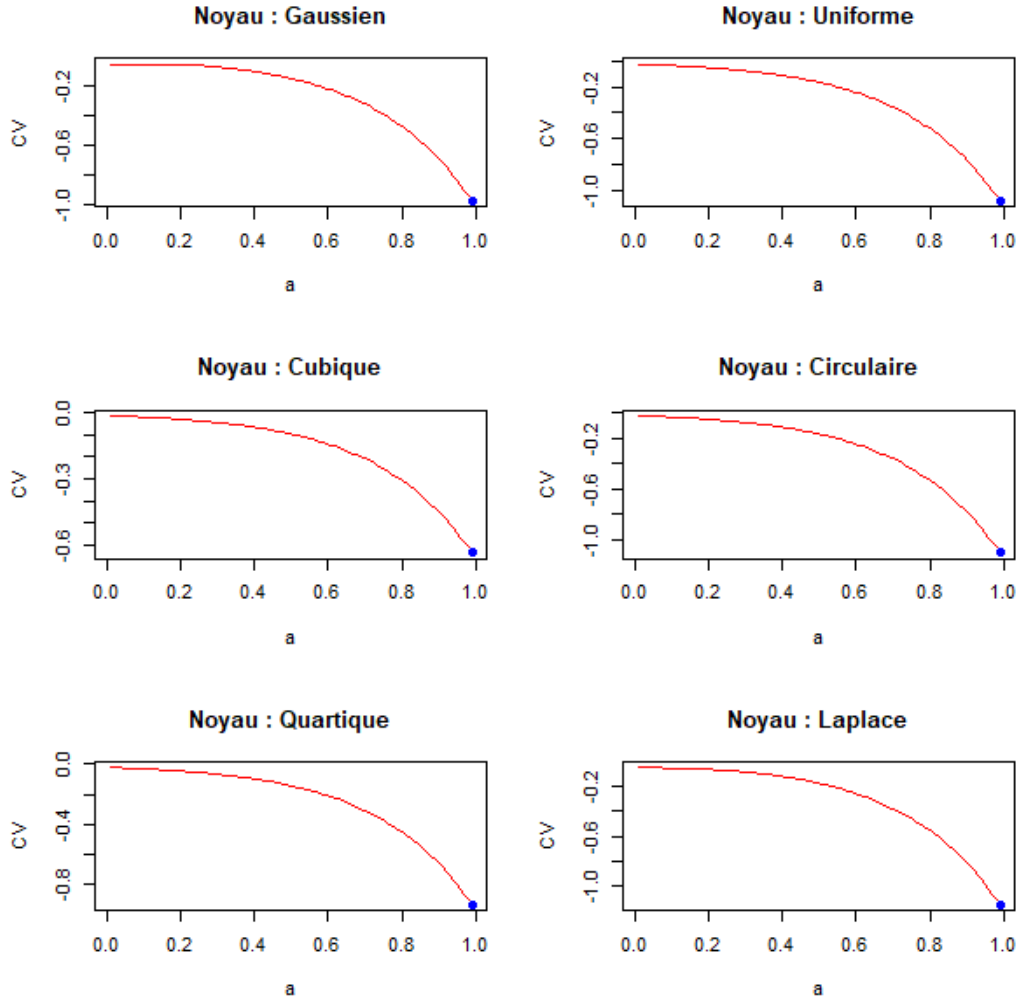 Noyau : Gaussien
CV
-0.2
-0.6
-1.0
0.0 0.2 0.4 0.6 0.8 1.0
a
Noyau : Uniforme
CV
-0.2
-0.6
-1.0
0.0 0.2 0.4 0.6 0.8 1.0
a
Noyau : Cubique
CV
0.0
-0.3
-0.6
0.0 0.2 0.4 0.6 0.8 1.0
a
Noyau : Circulaire
CV
-0.2
-0.6
-1.0
0.0 0.2 0.4 0.6 0.8 1.0
a
Noyau : Quartique
CV
0.0
-0.4
-0.8
0.0 0.2 0.4 0.6 0.8 1.0
a
Noyau : Laplace
CV
-0.2
-0.6
-1.0
0.0 0.2 0.4 0.6 0.8 1.0
a